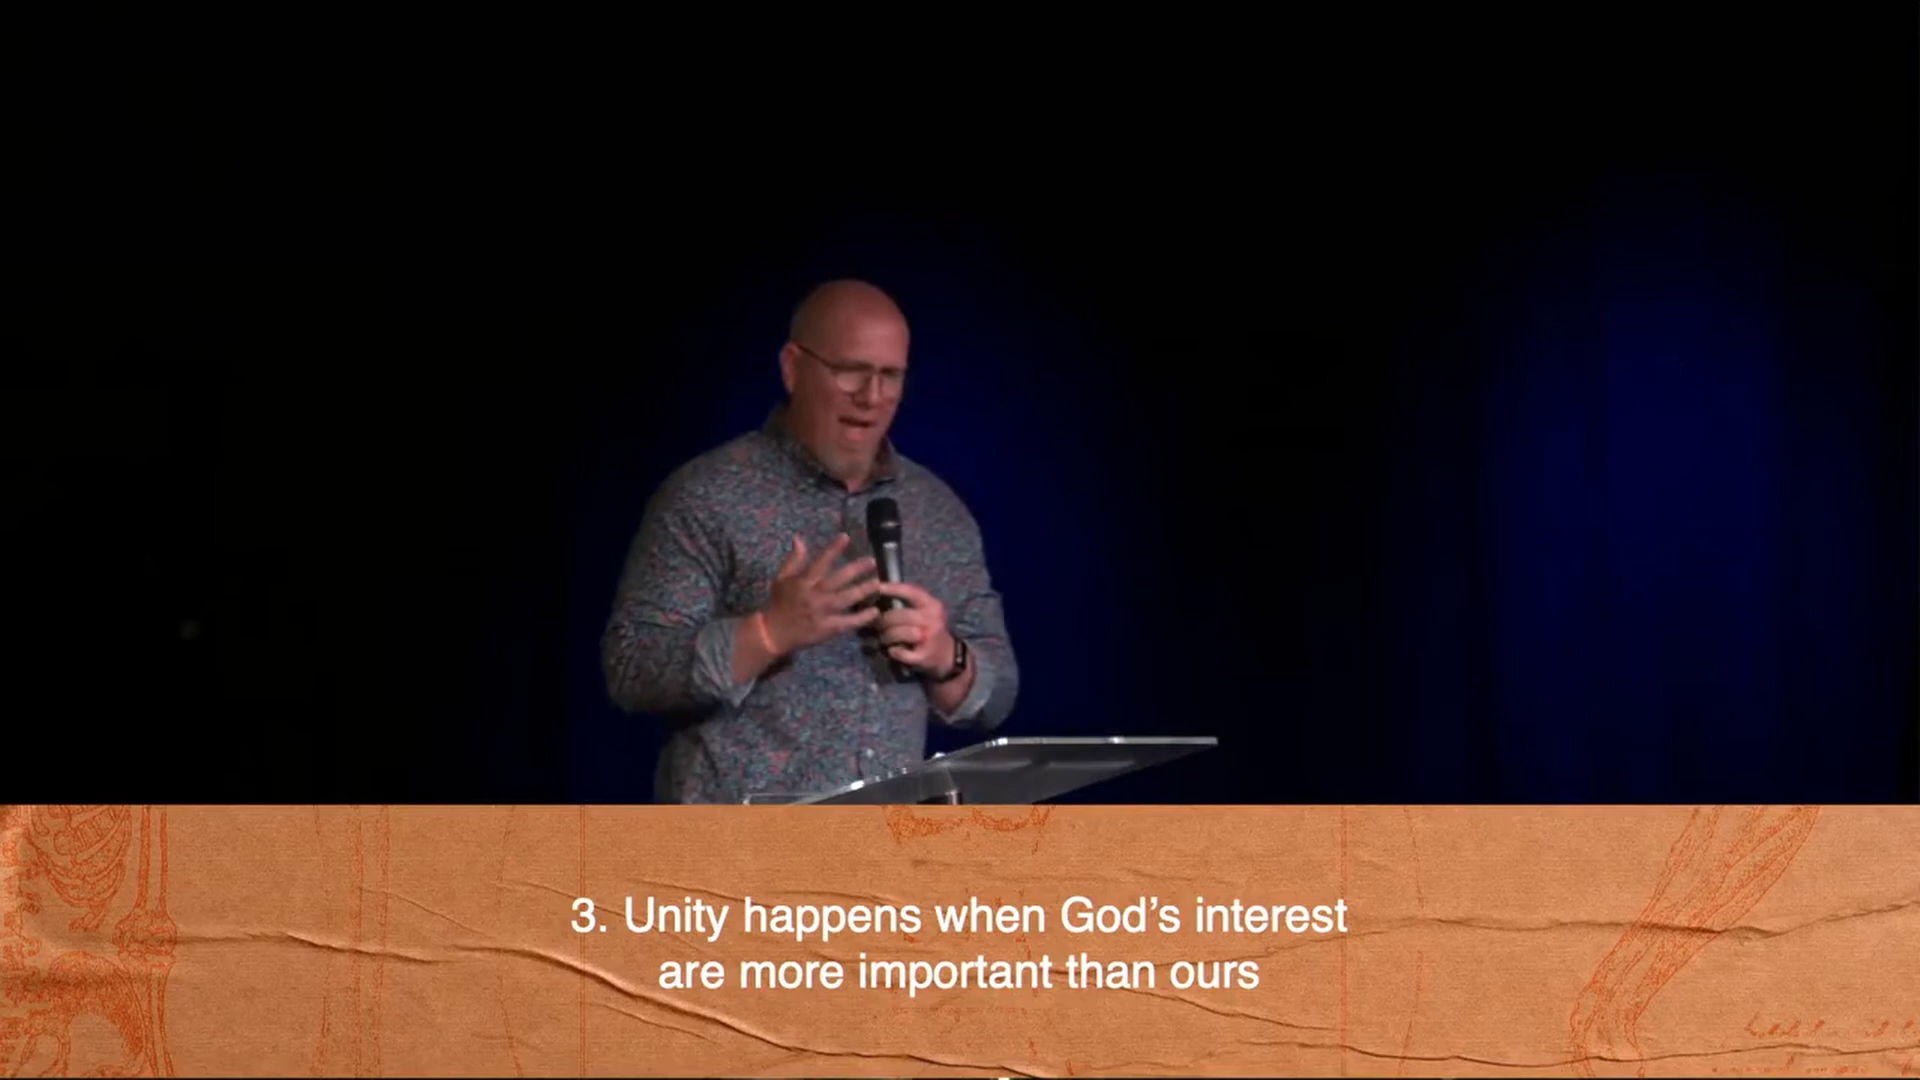 3. Unity happens when God’s interest
are more important than ours